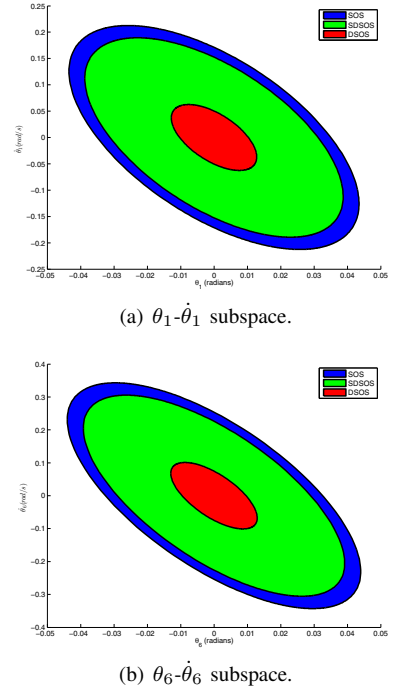 0.25
0.2
0.15
0.1
0.05
0
−0.05
−0.1
−0.15
−0.2
−0.25
θ̇₁(rad/s)
SOS
SDSOS
DSOS
−0.05 −0.04 −0.03 −0.02 −0.01 0 0.01 0.02 0.03 0.04 0.05
θ₁ (radians)
(a) θ₁-θ̇₁ subspace.
0.4
0.3
0.2
0.1
0
−0.1
−0.2
−0.3
−0.4
θ̇₆(rad/s)
SOS
SDSOS
DSOS
−0.05 −0.04 −0.03 −0.02 −0.01 0 0.01 0.02 0.03 0.04 0.05
θ₆ (radians)
(b) θ₆-θ̇₆ subspace.